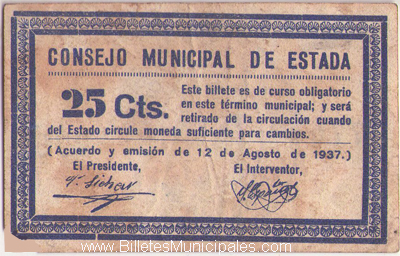 CONSEJO MUNICIPAL DE ESTADA
25 Cts.
Este billete es de curso obligatorio
en este término municipal; y será
retirado de la circulación cuando
del Estado circule moneda suficiente para cambios.
(Acuerdo y emisión de 12 de Agosto de 1937.)
El Presidente, El Interventor,
www.BilletesMunicipales.com